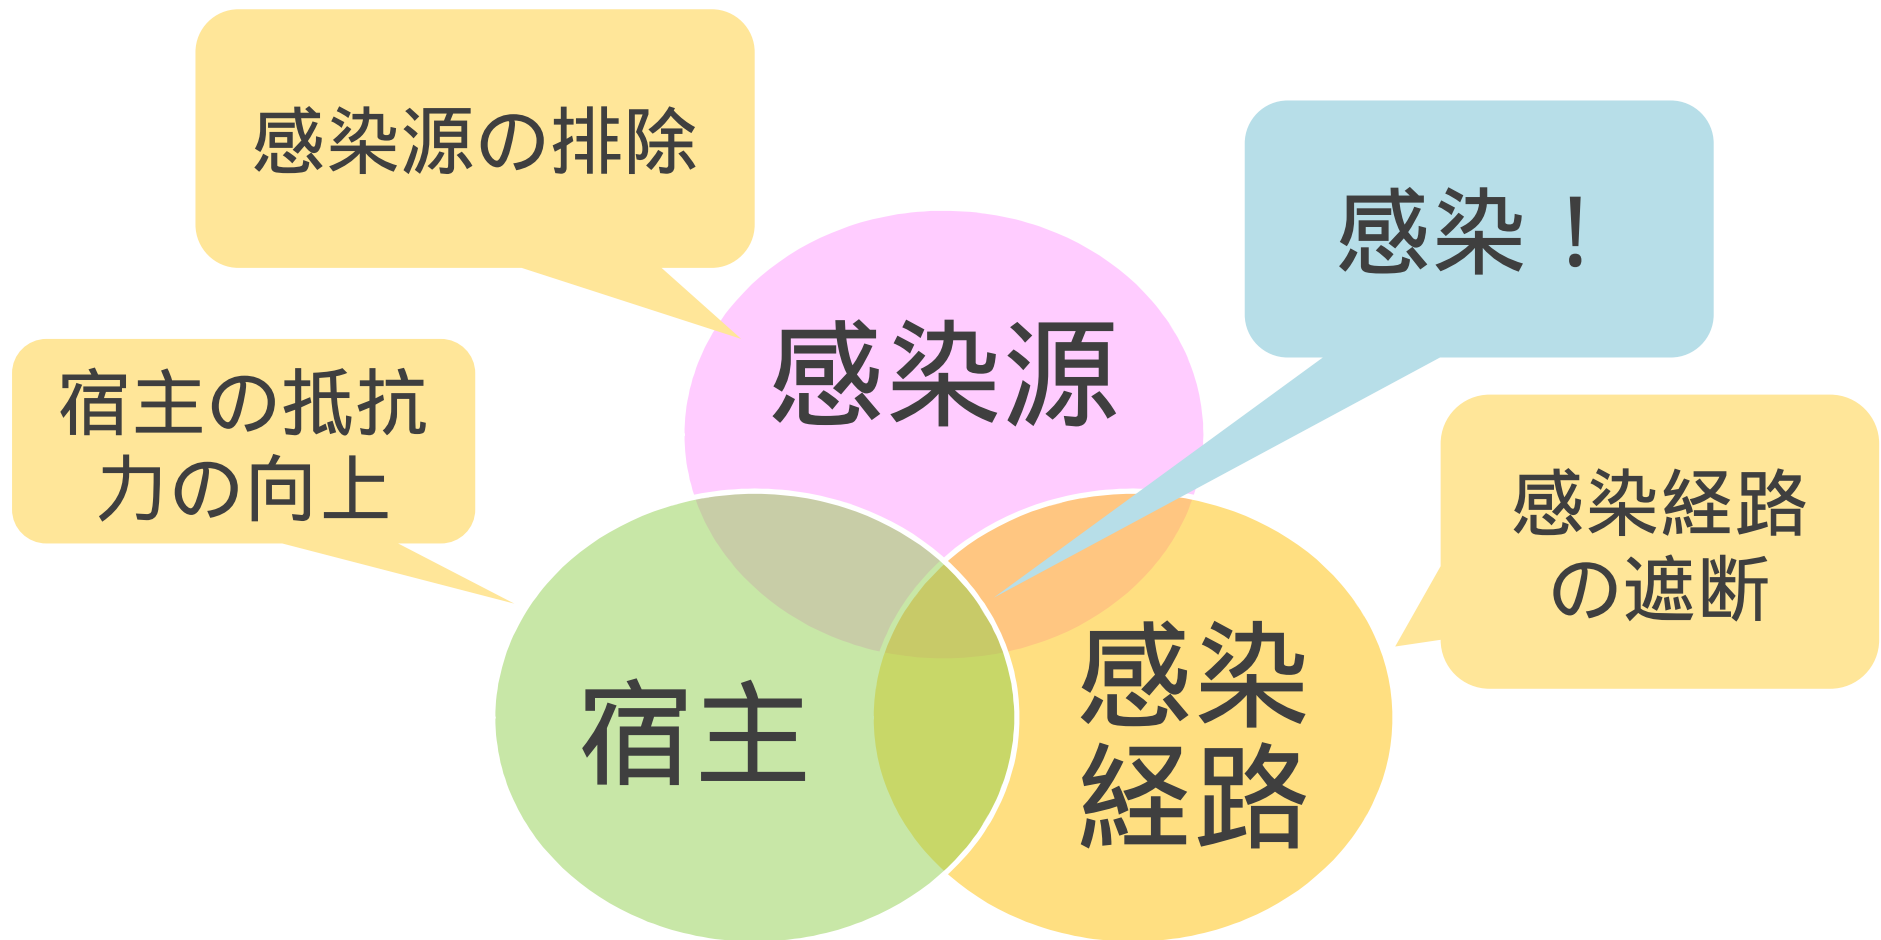 感染源の排除
感染！
感染源
宿主の抵抗
力の向上
感染経路
の遮断
宿主
感染
経路